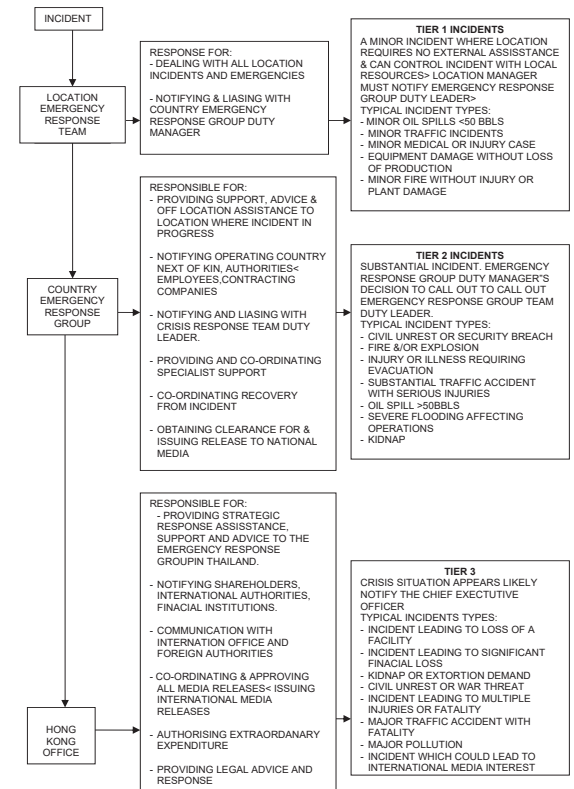 INCIDENT
LOCATION
EMERGENCY
RESPONSE
TEAM
RESPONSE FOR:
- DEALING WITH ALL LOCATION
INCIDENTS AND EMERGENCIES
- NOTIFYING & LIASING WITH
COUNTRY EMERGENCY
RESPONSE GROUP DUTY
MANAGER
TIER 1 INCIDENTS
A MINOR INCIDENT WHERE LOCATION
REQUIRES NO EXTERNAL ASSIISTANCE
& CAN CONTROL INCIDENT WITH LOCAL
RESOURCES> LOCATION MANAGER
MUST NOTIFY EMERGENCY RESPONSE
GROUP DUTY LEADER>
TYPICAL INCIDENT TYPES:
- MINOR OIL SPILLS <50 BBLS
- MINOR TRAFFIC INCIDENTS
- MINOR MEDICAL OR INJURY CASE
- EQUIPMENT DAMAGE WITHOUT LOSS
OF PRODUCTION
- MINOR FIRE WITHOUT INJURY OR
PLANT DAMAGE
COUNTRY
EMERGENCY
RESPONSE
GROUP
RESPONSIBLE FOR:
- PROVIDING SUPPORT, ADVICE &
OFF LOCATION ASSISTANCE TO
LOCATION WHERE INCIDENT IN
PROGRESS
- NOTIFYING OPERATING COUNTRY
NEXT OF KIN, AUTHORITIES<
EMPLOYEES,CONTRACTING
COMPANIES
- NOTIFYING AND LIESING WITH
CRISIS RESPONSE TEAM DUTY
LEADER.
- PROVIDING AND CO-ORDINATING
SPECIALIST SUPPORT
- CO-ORDINATING RECOVERY
FROM INCIDENT
- OBTAINING CLEARANCE FOR &
ISSUING RELEASE TO NATIONAL
MEDIA
TIER 2 INCIDENTS
SUBSTANTIAL INCIDENT. EMERGENCY
RESPONSE GROUP DUTY MANAGER"S
DECISION TO CALL OUT TO CALL OUT
EMERGENCY RESPONSE GROUP TEAM
DUTY LEADER.
TYPICAL INCIDENT TYPES:
- CIVIL UNREST OR SECURITY BREACH
- FIRE &/OR EXPLOSION
- INJURY OR ILLNESS REQUIRING
EVACUATION
- SUBSTANTIAL TRAFFIC ACCIDENT
WITH SERIOUS INJURIES
- OIL SPILL >50BBLS
- SEVERE FLOODING AFFECTING
OPERATIONS
- KIDNAP
HONG
KONG
OFFICE
RESPONSIBLE FOR:
- PROVIDING STRATEGIC
RESPONSE ASSISSTANCE,
SUPPORT AND ADVICE TO THE
EMERGENCY RESPONSE
GROUPIN THAILAND.
- NOTIFYING SHAREHOLDERS,
INTERNATIONAL AUTHORITIES,
FINACIAL INSTITUTIONS.
- COMMUNICATION WITH
INTERNATION OFFICE AND
FOREIGN AUTHORITIES
-CO-ORDINATING & APPROVING
ALL MEDIA RELEASES< ISSUING
INTERNATIONAL MEDIA
RELEASES
- AUTHORISING EXTRAORDANARY
EXPENDITURE
- PROVIDING LEGAL ADVICE AND
RESPONSE
TIER 3
CRISIS SITUATION APPEARS LIKELY
NOTIFY THE CHIEF EXECTUTIVE
OFFICER
TYPICAL INCIDENTS TYPES:
- INCIDENT LEADING TO LOSS OF A
FACILITY
- INCIDENT LEADING TO SIGNIFICANT
FINACIAL LOSS
- KIDNAP OR EXTORTION DEMAND
- CIVIL UNREST OR WAR THREAT
- INCIDENT LEADING TO MULTIPLE
INJURIES OR FATALITY
- MAJOR TRAFFIC ACCIDENT WITH
FATALITY
- MAJOR POLLUTION
- INCIDENT WHICH COULD LEAD TO
INTERNATIONAL MEDIA INTEREST